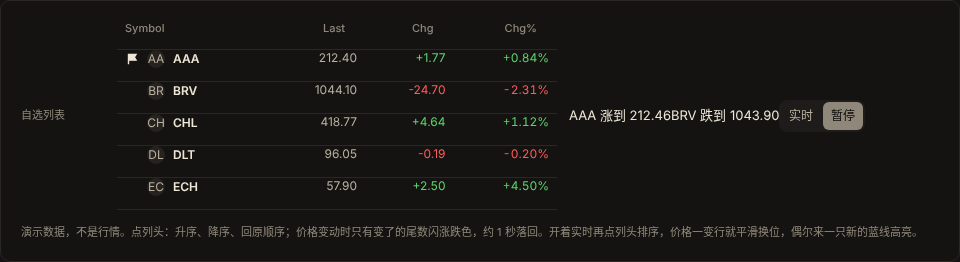 Symbol Last Chg Chg%
AA AAA 212.40 +1.77 +0.84%
BR BRV 1044.10 -24.70 -2.31%
CH CHL 418.77 +4.64 +1.12%
DL DLT 96.05 -0.19 -0.20%
EC ECH 57.90 +2.50 +4.50%
自选列表
AAA 涨到 212.46BRV 跌到 1043.90
实时 暂停
演示数据，不是行情。点列头：升序、降序、回原顺序；价格变动时只有变了的尾数闪涨跌色，约 1 秒落回。开着实时再点列头排序，价格一变行就平滑换位，偶尔来一只新的蓝线高亮。